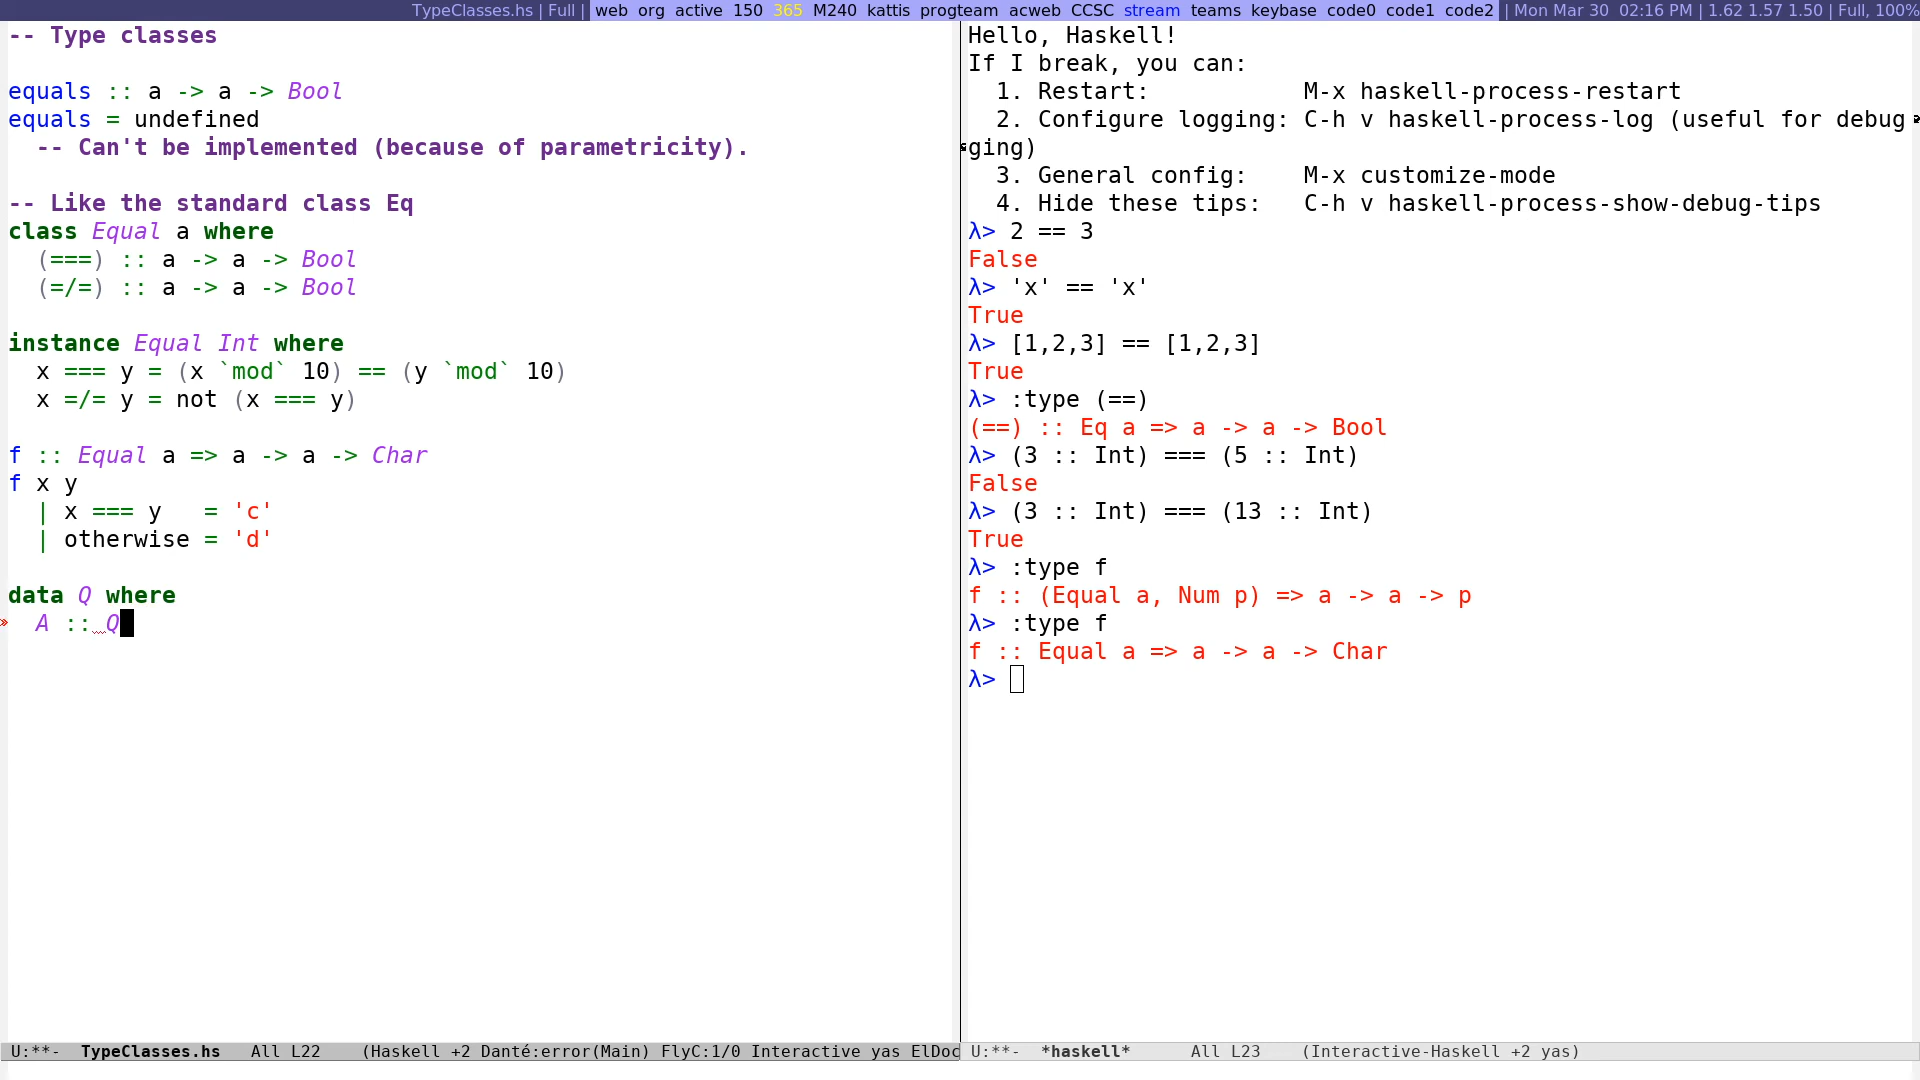 TypeClasses.hs | Full | web org active 150 365 M240 kattis progteam acweb CCSC stream teams keybase code0 code1 code2 | Mon Mar 30 02:16 PM | 1.62 1.57 1.50 | Full, 100%
-- Type classes
equals :: a -> a -> Bool
equals = undefined
-- Can't be implemented (because of parametricity).
-- Like the standard class Eq
class Equal a where
(===) :: a -> a -> Bool
(=/=) :: a -> a -> Bool
instance Equal Int where
x === y = (x `mod` 10) == (y `mod` 10)
x =/= y = not (x === y)
f :: Equal a => a -> a -> Char
f x y
| x === y = 'c'
| otherwise = 'd'
data Q where
A :: Q
U:**- TypeClasses.hs All L22 (Haskell +2 Danté:error(Main) FlyC:1/0 Interactive yas ElDoc
Hello, Haskell!
If I break, you can:
1. Restart: M-x haskell-process-restart
2. Configure logging: C-h v haskell-process-log (useful for debug
ging)
3. General config: M-x customize-mode
4. Hide these tips: C-h v haskell-process-show-debug-tips
λ> 2 == 3
False
λ> 'x' == 'x'
True
λ> [1,2,3] == [1,2,3]
True
λ> :type (==)
(==) :: Eq a => a -> a -> Bool
λ> (3 :: Int) === (5 :: Int)
False
λ> (3 :: Int) === (13 :: Int)
True
λ> :type f
f :: (Equal a, Num p) => a -> a -> p
λ> :type f
f :: Equal a => a -> a -> Char
λ>
U:**- *haskell* All L23 (Interactive-Haskell +2 yas)